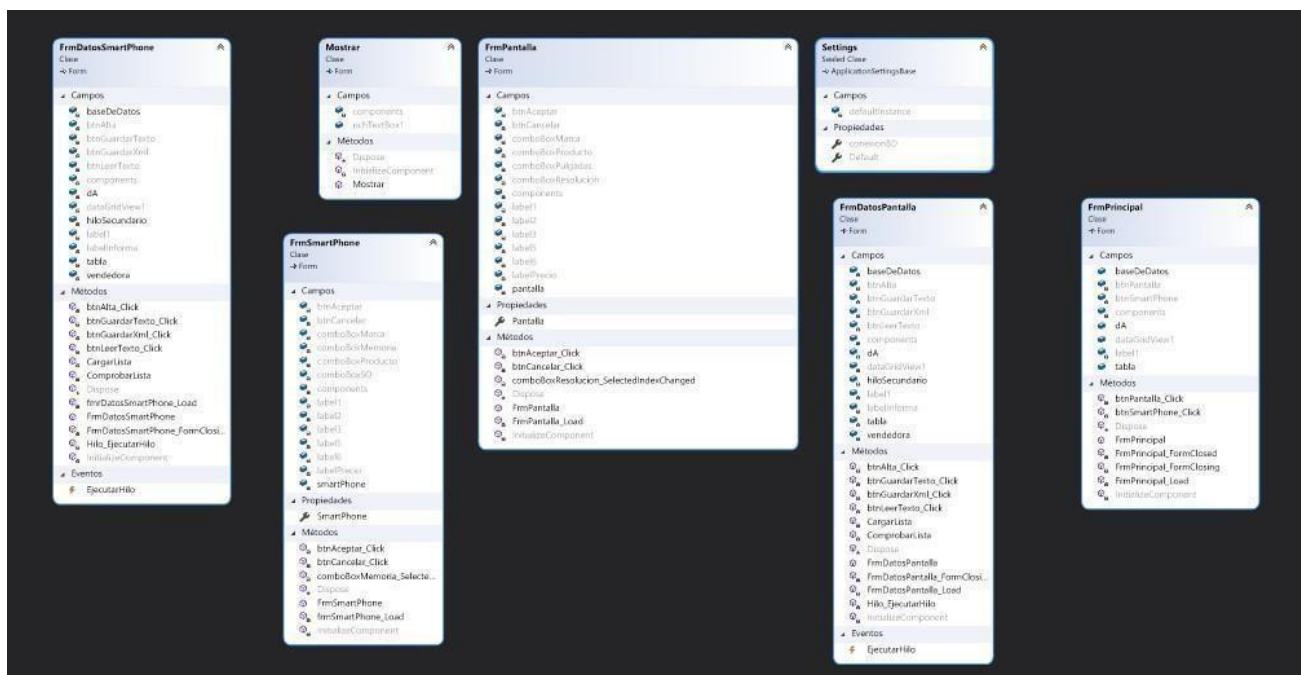 FrmDatosSmartPhone
Clase
→ Form
Campos
baseDeDatos
btnAlta
btnGuardarTexto
btnGuardarXml
btnLeerTexto
components
dA
dataGridView1
hiloSecundario
label1
labelInforma
tabla
vendedora
Métodos
btnAlta_Click
btnGuardarTexto_Click
btnGuardarXml_Click
btnLeerTexto_Click
CargarLista
ComprobarLista
Dispose
fmrDatosSmartPhone_Load
FrmDatosSmartPhone
FrmDatosSmartPhone_FormClosi...
Hilo_EjecutarHilo
InitializeComponent
Eventos
EjecutarHilo
Mostrar
Clase
→ Form
Campos
components
richTextBox1
Métodos
Dispose
InitializeComponent
Mostrar
FrmSmartPhone
Clase
→ Form
Campos
btnAceptar
btnCancelar
comboBoxMarca
comboBoxMemoria
comboBoxProducto
comboBoxSO
components
label1
label2
label3
label5
label6
labelPrecio
smartPhone
Propiedades
SmartPhone
Métodos
btnAceptar_Click
btnCancelar_Click
comboBoxMemoria_Selecte...
Dispose
FrmSmartPhone
frmSmartPhone_Load
InitializeComponent
FrmPantalla
Clase
→ Form
Campos
btnAceptar
btnCancelar
comboBoxMarca
comboBoxProducto
comboBoxPulgadas
comboBoxResolucion
components
label1
label2
label3
label5
label6
labelPrecio
pantalla
Propiedades
Pantalla
Métodos
btnAceptar_Click
btnCancelar_Click
comboBoxResolucion_SelectedIndexChanged
Dispose
FrmPantalla
FrmPantalla_Load
InitializeComponent
Settings
Sealed Clase
→ ApplicationSettingsBase
Campos
defaultInstance
Propiedades
conexionBD
Default
FrmDatosPantalla
Clase
→ Form
Campos
baseDeDatos
btnAlta
btnGuardarTexto
btnGuardarXml
btnLeerTexto
components
dA
dataGridView1
hiloSecundario
label1
labelInforma
tabla
vendedora
Métodos
btnAlta_Click
btnGuardarTexto_Click
btnGuardarXml_Click
btnLeerTexto_Click
CargarLista
ComprobarLista
Dispose
FrmDatosPantalla
FrmDatosPantalla_FormClosi...
FrmDatosPantalla_Load
Hilo_EjecutarHilo
InitializeComponent
Eventos
EjecutarHilo
FrmPrincipal
Clase
→ Form
Campos
baseDeDatos
btnPantalla
btnSmartPhone
components
dA
dataGridView1
label1
tabla
Métodos
btnPantalla_Click
btnSmartPhone_Click
Dispose
FrmPrincipal
FrmPrincipal_FormClosed
FrmPrincipal_FormClosing
FrmPrincipal_Load
InitializeComponent